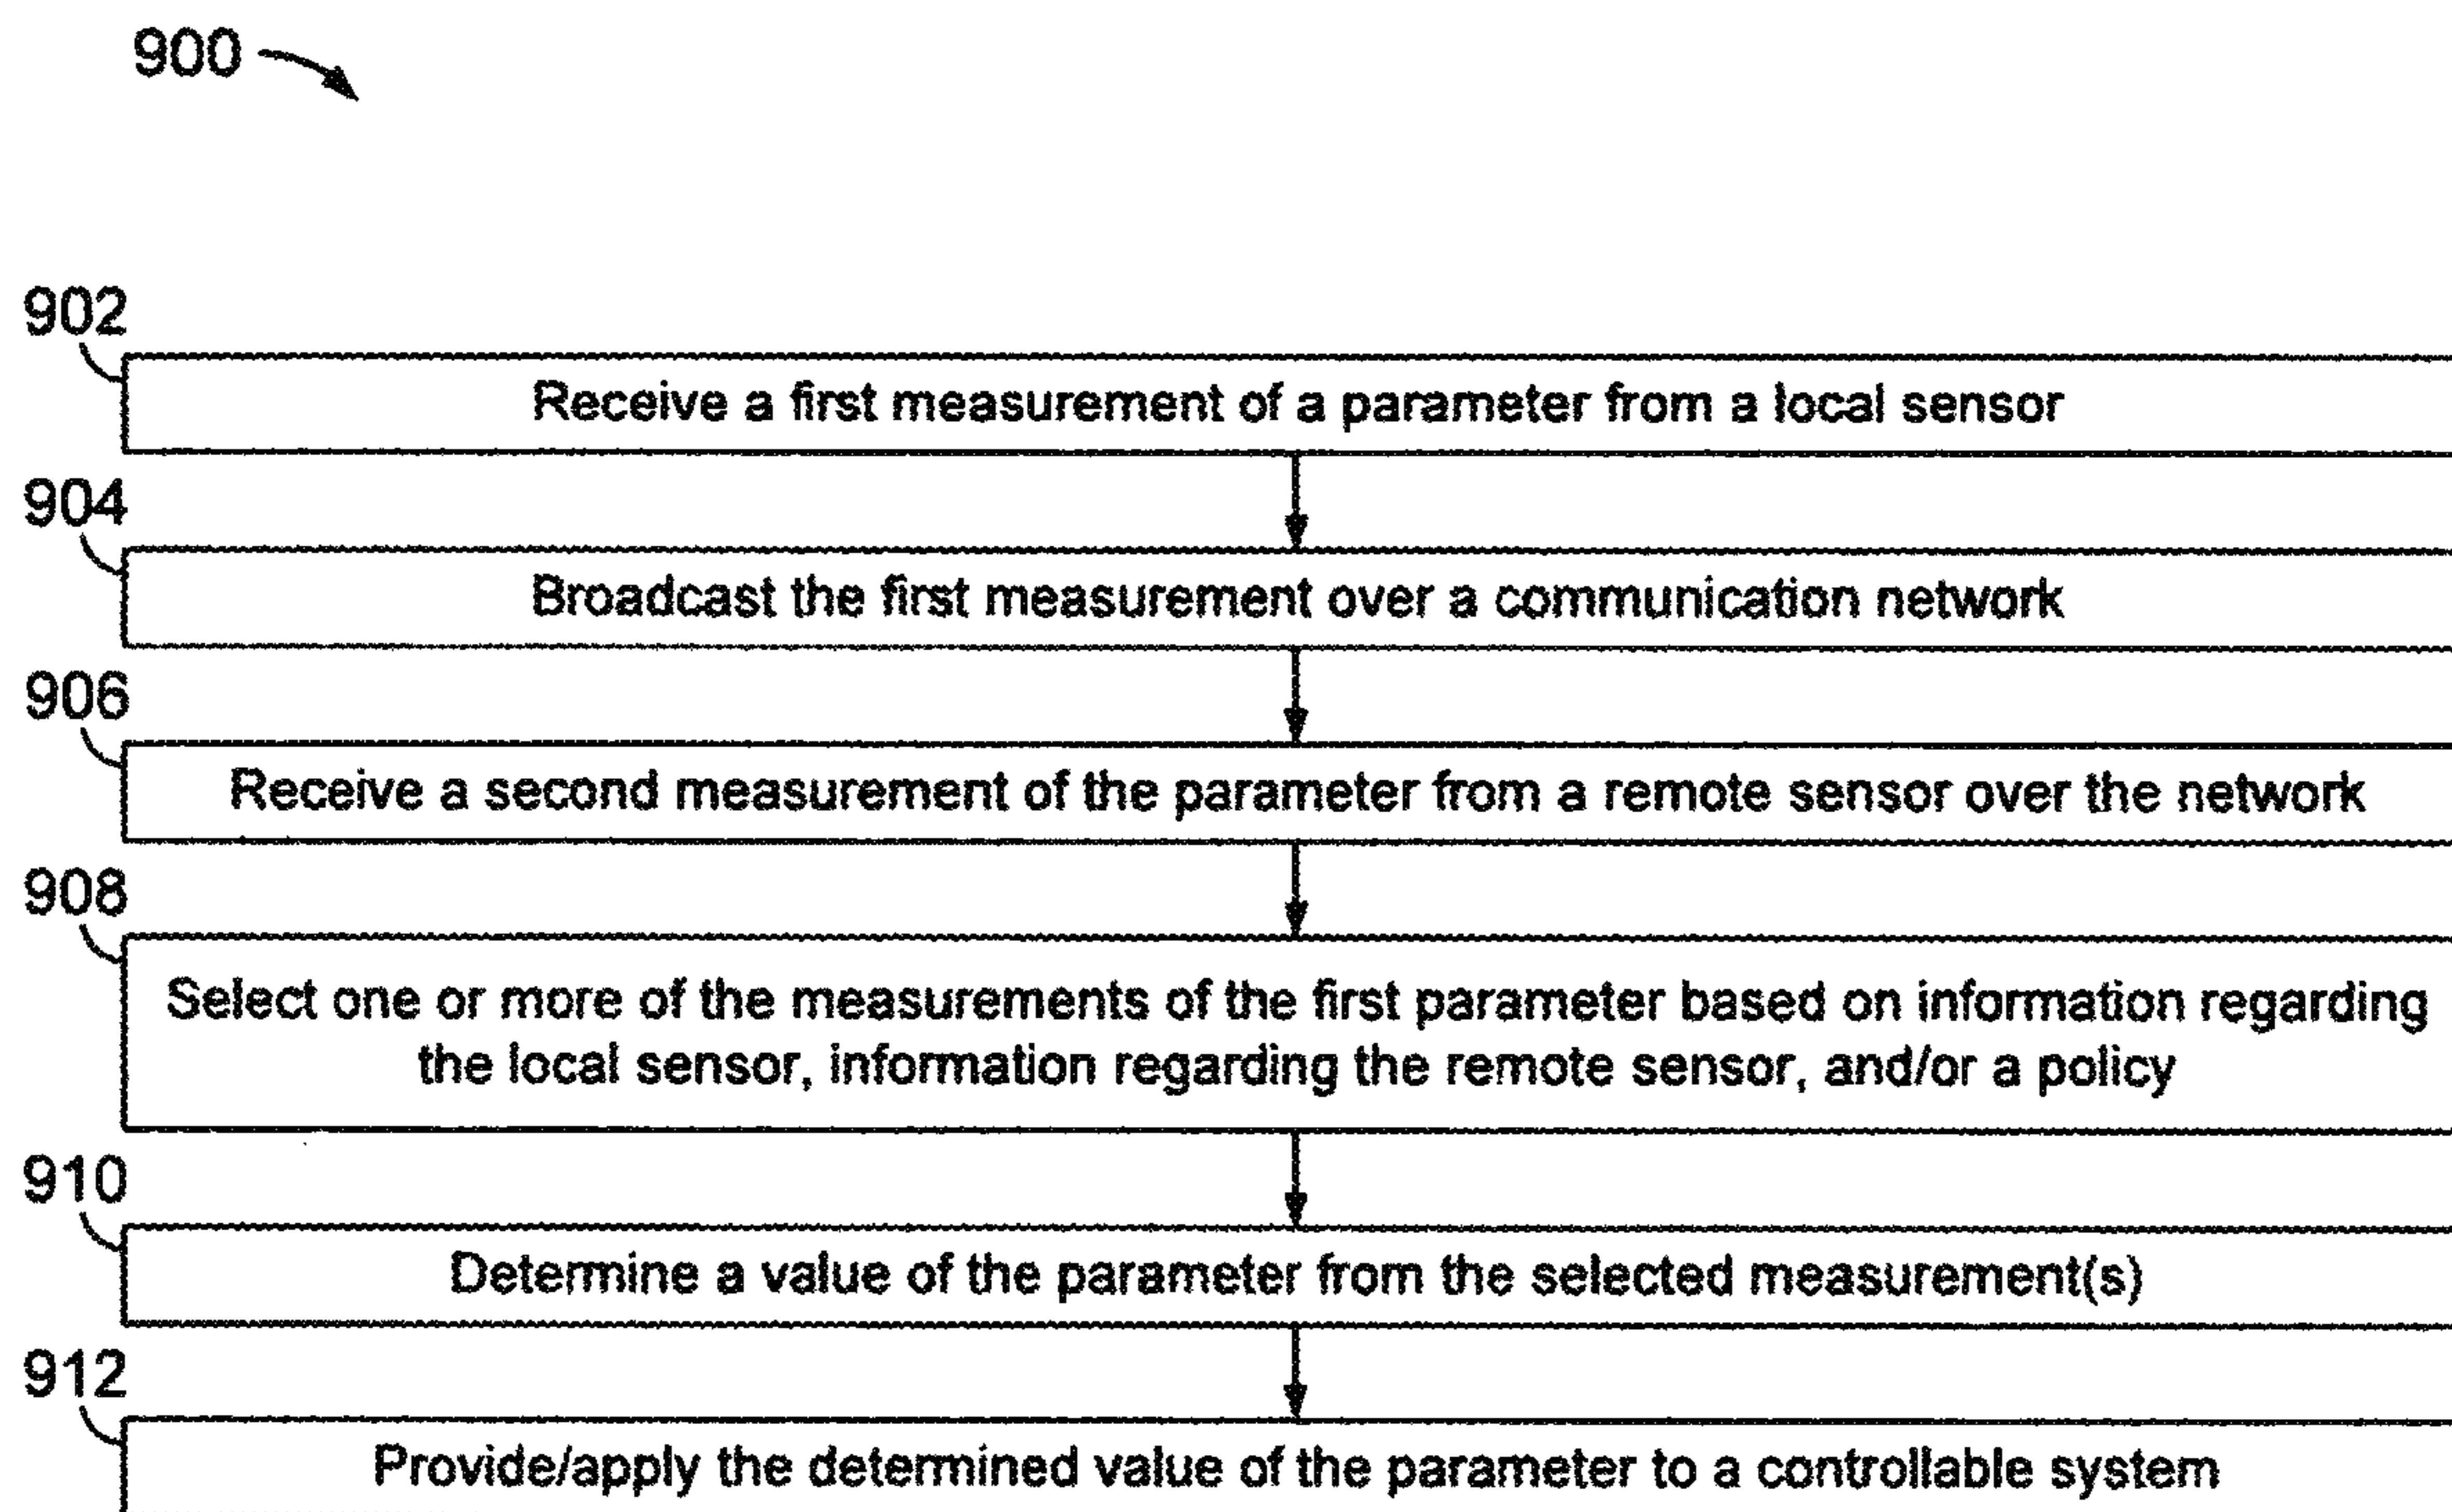 900
902
Receive a first measurement of a parameter from a local sensor
904
Broadcast the first measurement over a communication network
906
Receive a second measurement of the parameter from a remote sensor over the network
908
Select one or more of the measurements of the first parameter based on information regarding
the local sensor, information regarding the remote sensor, and/or a policy
910
Determine a value of the parameter from the selected measurement(s)
912
Provide/apply the determined value of the parameter to a controllable system